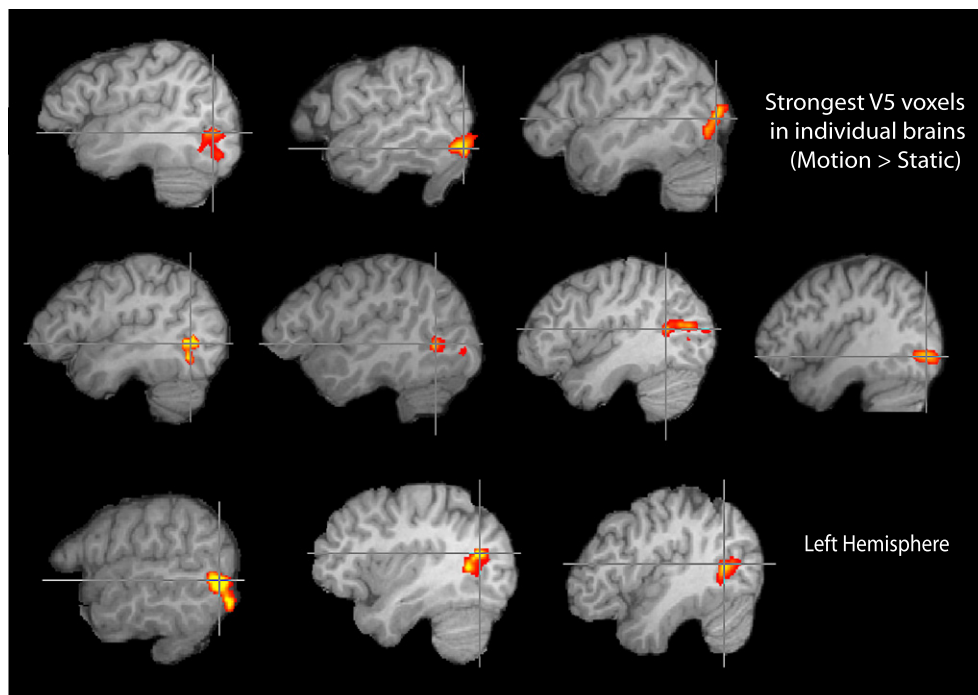 Strongest V5 voxels
in individual brains
(Motion > Static)
Left Hemisphere